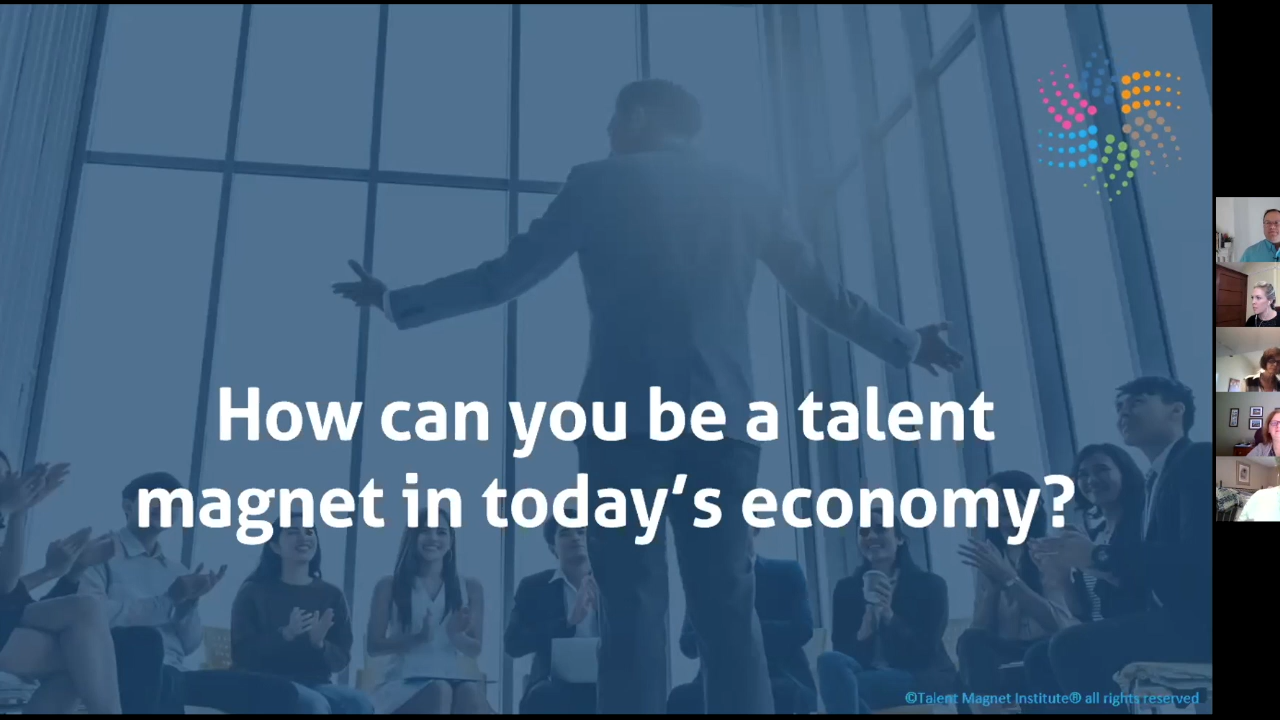 How can you be a talent
magnet in today’s economy?
©Talent Magnet Institute® all rights reserved